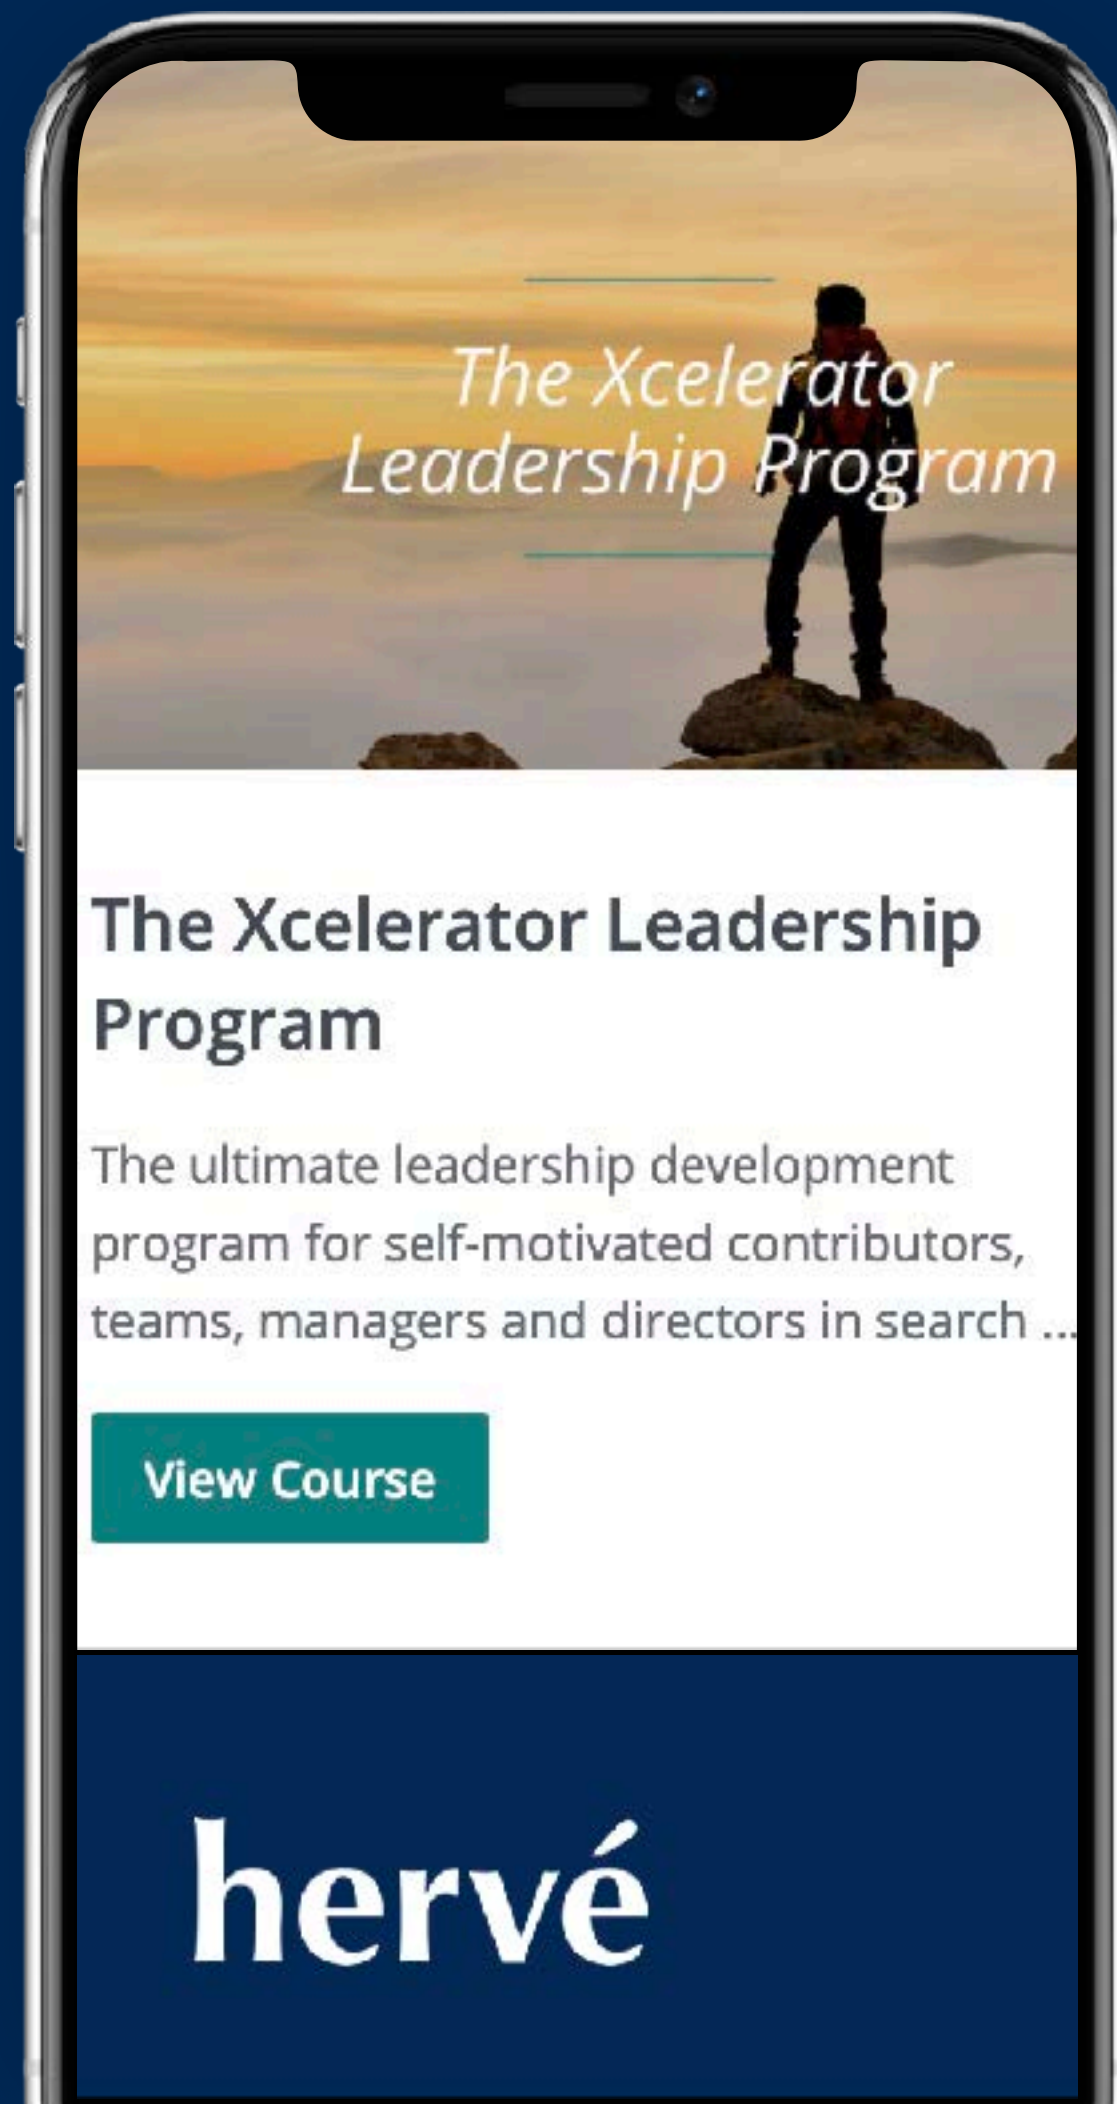 The Xcelerator
Leadership Program
The Xcelerator Leadership
Program
The ultimate leadership development
program for self-motivated contributors,
teams, managers and directors in search ...
View Course
hervé